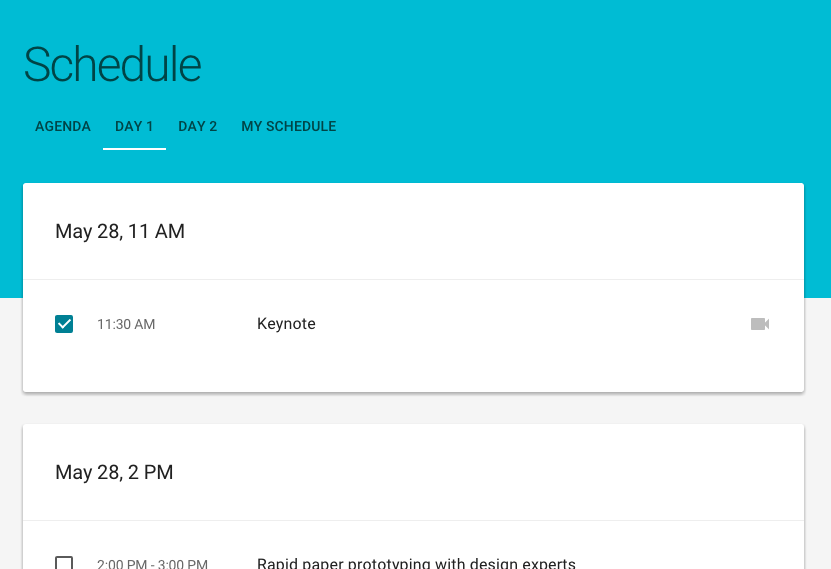 Schedule
AGENDA DAY 1 DAY 2 MY SCHEDULE
May 28, 11 AM
11:30 AM Keynote
May 28, 2 PM
2:00 PM - 3:00 PM Rapid paper prototyping with design experts